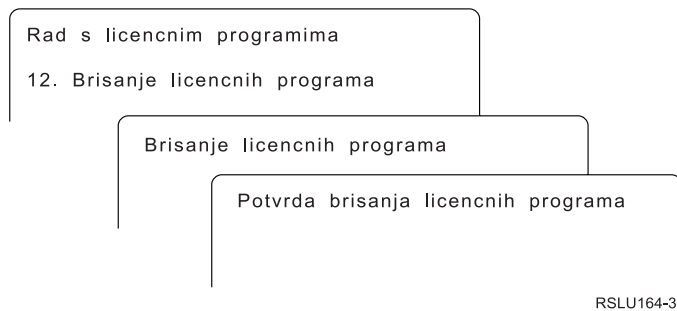 Rad s licencnim programima
12. Brisanje licencnih programa
Brisanje licencnih programa
Potvrda brisanja licencnih programa
RSLU164-3